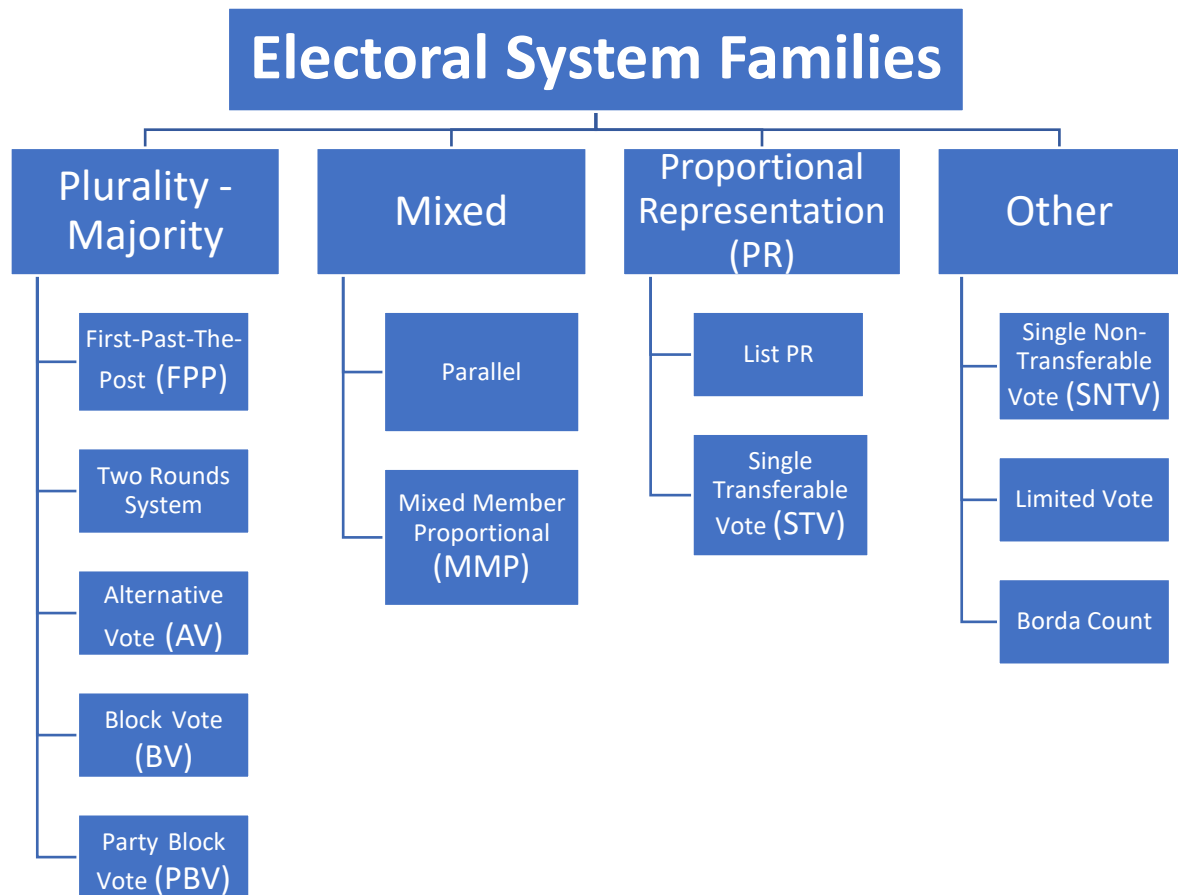 Electoral System Families
Plurality -
Majority
Mixed
Proportional
Representation
(PR)
Other
First-Past-The-
Post (FPP)
Two Rounds
System
Alternative
Vote (AV)
Block Vote
(BV)
Party Block
Vote (PBV)
Parallel
Mixed Member
Proportional
(MMP)
List PR
Single
Transferable
Vote (STV)
Single Non-
Transferable
Vote (SNTV)
Limited Vote
Borda Count